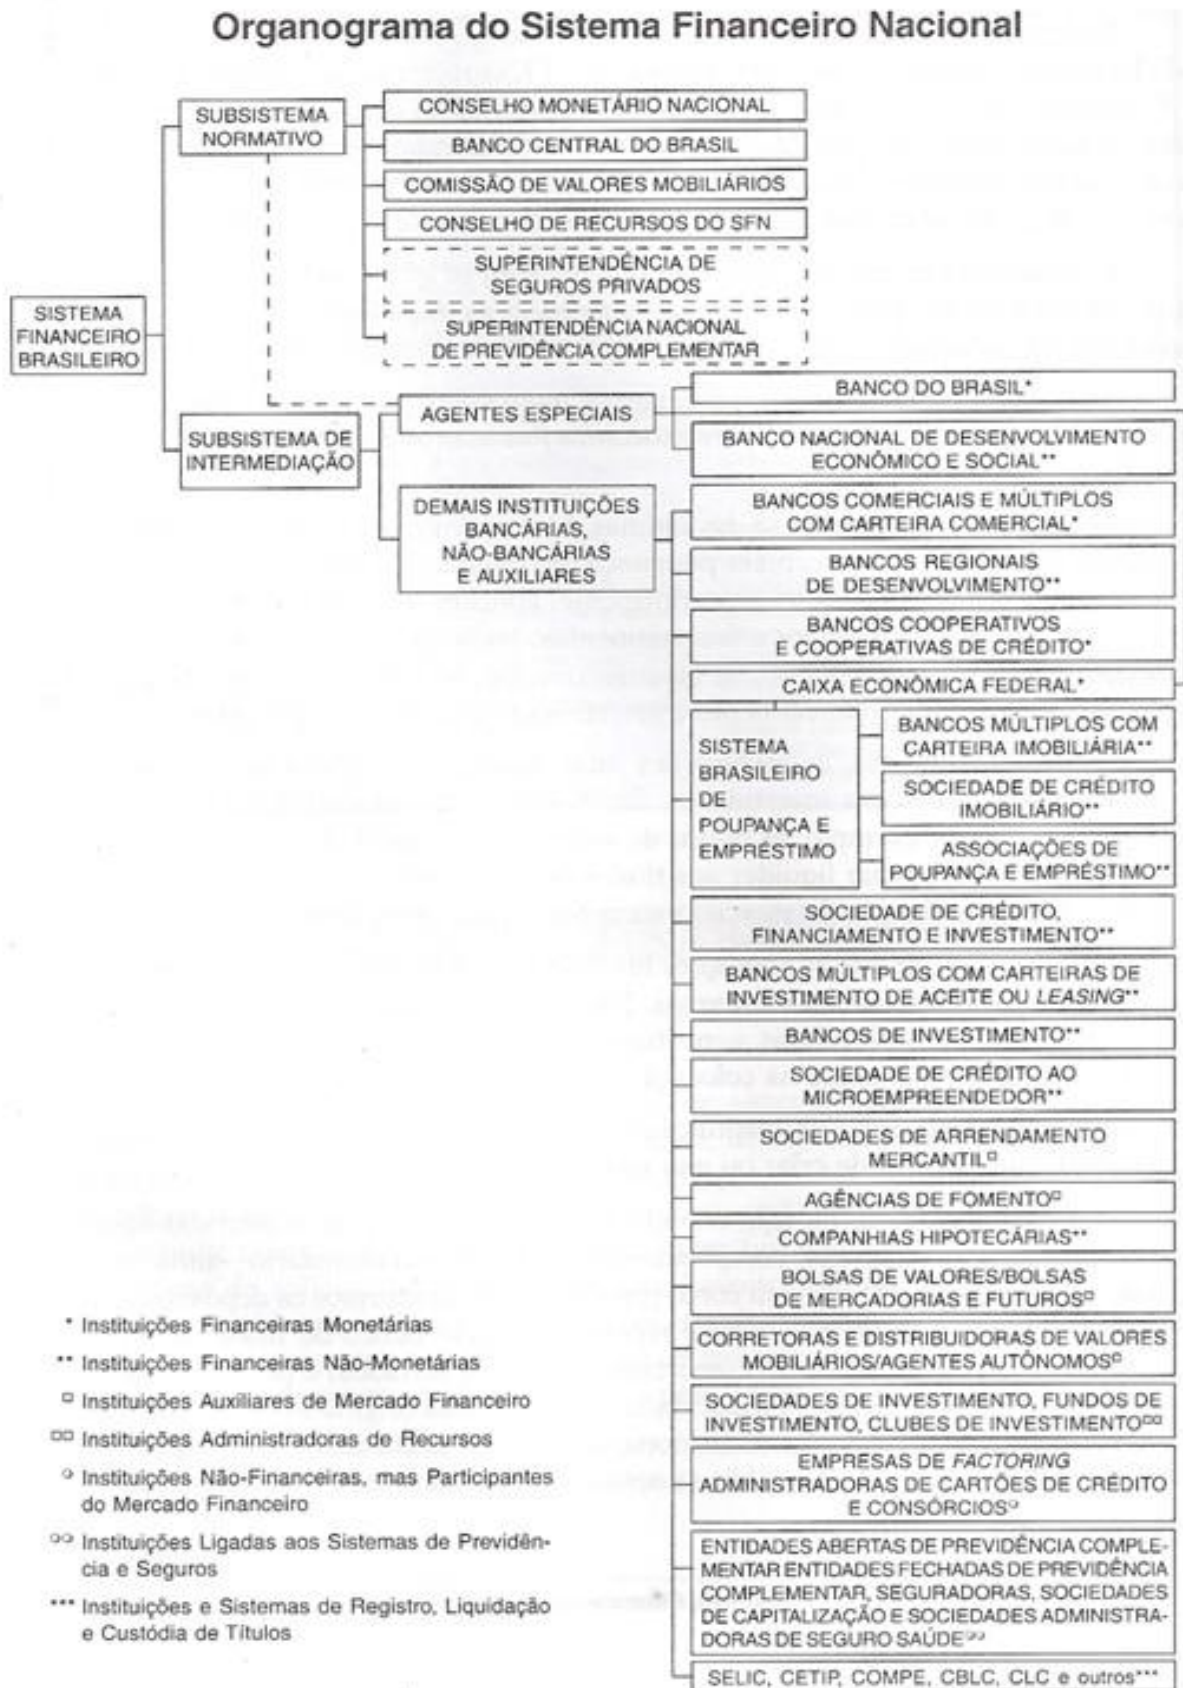 Organograma do Sistema Financeiro Nacional
SUBSISTEMA
NORMATIVO
CONSELHO MONETÁRIO NACIONAL
BANCO CENTRAL DO BRASIL
COMISSÃO DE VALORES MOBILIÁRIOS
CONSELHO DE RECURSOS DO SFN
SUPERINTENDÊNCIA DE
SEGUROS PRIVADOS
SUPERINTENDÊNCIA NACIONAL
DE PREVIDÊNCIA COMPLEMENTAR
SISTEMA
FINANCEIRO
BRASILEIRO
SUBSISTEMA DE
INTERMEDIAÇÃO
AGENTES ESPECIAIS
BANCO DO BRASIL*
BANCO NACIONAL DE DESENVOLVIMENTO
ECONÔMICO E SOCIAL**
DEMAIS INSTITUIÇÕES
BANCÁRIAS,
NÃO-BANCÁRIAS
E AUXILIARES
BANCOS COMERCIAIS E MÚLTIPLOS
COM CARTEIRA COMERCIAL*
BANCOS REGIONAIS
DE DESENVOLVIMENTO**
BANCOS COOPERATIVOS
E COOPERATIVAS DE CRÉDITO*
CAIXA ECONÔMICA FEDERAL*
SISTEMA
BRASILEIRO
DE
POUPANÇA E
EMPRÉSTIMO
BANCOS MÚLTIPLOS COM
CARTEIRA IMOBILIÁRIA**
SOCIEDADE DE CRÉDITO
IMOBILIÁRIO**
ASSOCIAÇÕES DE
POUPANÇA E EMPRÉSTIMO**
SOCIEDADE DE CRÉDITO,
FINANCIAMENTO E INVESTIMENTO**
BANCOS MÚLTIPLOS COM CARTEIRAS DE
INVESTIMENTO DE ACEITE OU LEASING**
BANCOS DE INVESTIMENTO**
SOCIEDADE DE CRÉDITO AO
MICROEMPREENDEDOR**
SOCIEDADES DE ARRENDAMENTO
MERCANTIL□
AGÊNCIAS DE FOMENTO□
COMPANHIAS HIPOTECÁRIAS**
BOLSAS DE VALORES/BOLSAS
DE MERCADORIAS E FUTUROS□
CORRETORAS E DISTRIBUIDORAS DE VALORES
MOBILIÁRIOS/AGENTES AUTÔNOMOS□
SOCIEDADES DE INVESTIMENTO, FUNDOS DE
INVESTIMENTO, CLUBES DE INVESTIMENTO□□
EMPRESAS DE FACTORING
ADMINISTRADORAS DE CARTÕES DE CRÉDITO
E CONSÓRCIOS○
ENTIDADES ABERTAS DE PREVIDÊNCIA COMPLE-
MENTAR ENTIDADES FECHADAS DE PREVIDÊNCIA
COMPLEMENTAR, SEGURADORAS, SOCIEDADES
DE CAPITALIZAÇÃO E SOCIEDADES ADMINISTRA-
DORAS DE SEGURO SAÚDE○○
SELIC, CETIP, COMPE, CBLC, CLC e outros***
* Instituições Financeiras Monetárias
** Instituições Financeiras Não-Monetárias
□ Instituições Auxiliares de Mercado Financeiro
□□ Instituições Administradoras de Recursos
○ Instituições Não-Financeiras, mas Participantes
do Mercado Financeiro
○○ Instituições Ligadas aos Sistemas de Previdên-
cia e Seguros
*** Instituições e Sistemas de Registro, Liquidação
e Custódia de Títulos